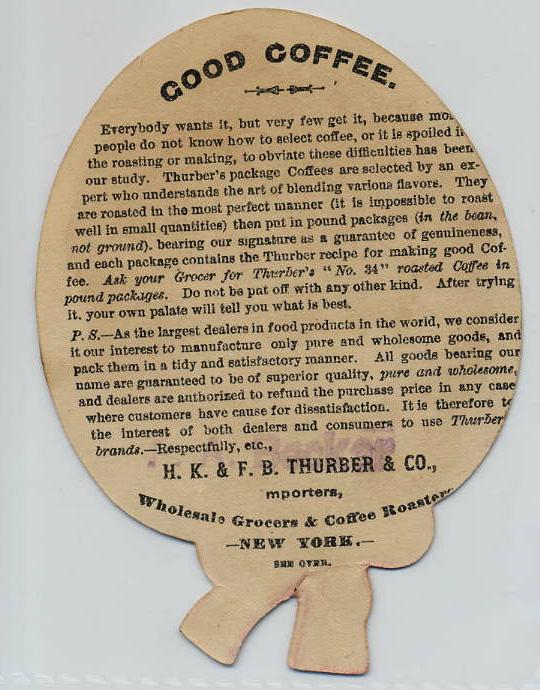 GOOD COFFEE.
Everybody wants it, but very few get it, because mo
people do not know how to select coffee, or it is spoiled i
the roasting or making, to obviate these difficulties has been
our study. Thurber's package Coffees are selected by an ex-
pert who understands the art of blending various flavors. They
are roasted in the most perfect manner (it is impossible to roast
well in small quantities) then put in pound packages (in the bean,
not ground). bearing our signature as a guarantee of genuineness,
and each package contains the Thurber recipe for making good Cof-
fee. Ask your Grocer for Thurber's "No. 34" roasted Coffee in
pound packages. Do not be put off with any other kind. After trying
it, your own palate will tell you what is best.
P. S.—As the largest dealers in food products in the world, we consider
it our interest to manufacture only pure and wholesome goods, and
pack them in a tidy and satisfactory manner. All goods bearing our
name are guaranteed to be of superior quality, pure and wholesome,
and dealers are authorized to refund the purchase price in any case
where customers have cause for dissatisfaction. It is therefore t
the interest of both dealers and consumers to use Thurber
brands.—Respectfully, etc.,
H. K. & F. B. THURBER & CO.,
mporters,
Wholesale Grocers & Coffee Roasters
—NEW YORK.—
SEE OVER.